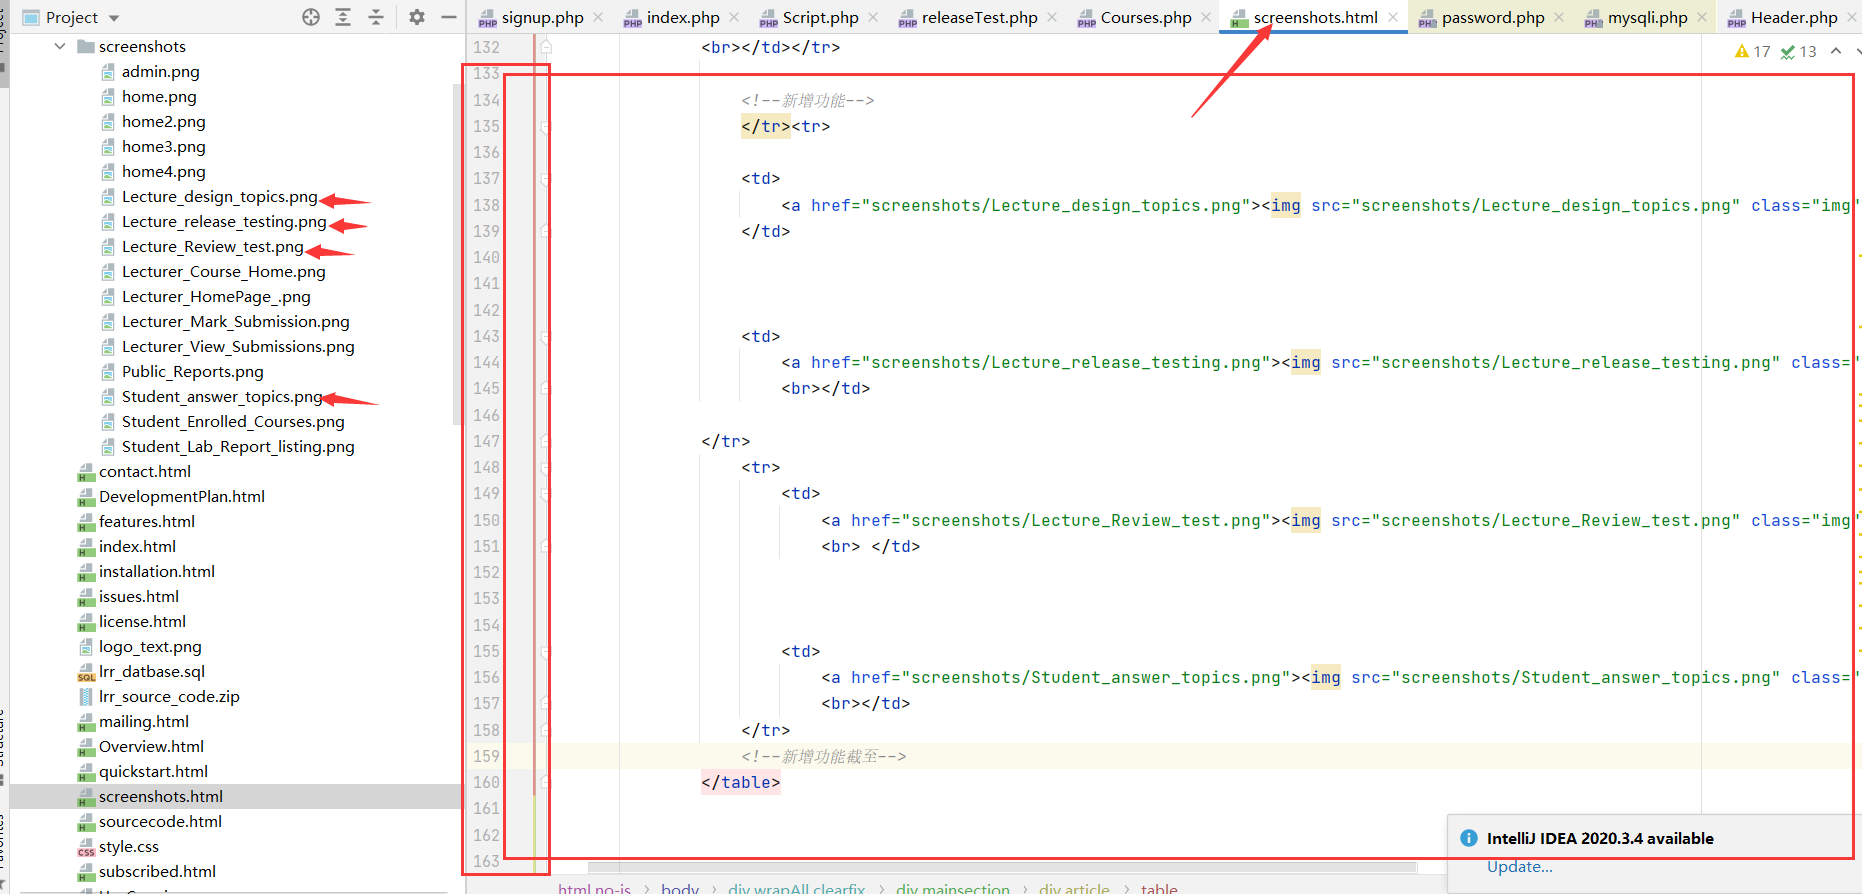 Project
signup.php
index.php
Script.php
releaseTest.php
Courses.php
screenshots.html
password.php
mysqli.php
Header.php
screenshots
admin.png
home.png
home2.png
home3.png
home4.png
Lecture_design_topics.png
Lecture_release_testing.png
Lecture_Review_test.png
Lecturer_Course_Home.png
Lecturer_HomePage_.png
Lecturer_Mark_Submission.png
Lecturer_View_Submissions.png
Public_Reports.png
Student_answer_topics.png
Student_Enrolled_Courses.png
Student_Lab_Report_listing.png
contact.html
DevelopmentPlan.html
features.html
index.html
installation.html
issues.html
license.html
logo_text.png
lrr_datbase.sql
lrr_source_code.zip
mailing.html
Overview.html
quickstart.html
screenshots.html
sourcecode.html
style.css
subscribed.html
17 13
132 <br></td></tr>
133
134 <!--新增功能-->
135 </tr><tr>
136
137 <td>
138 <a href="screenshots/Lecture_design_topics.png"><img src="screenshots/Lecture_design_topics.png" class="img
139 </td>
140
141
142
143 <td>
144 <a href="screenshots/Lecture_release_testing.png"><img src="screenshots/Lecture_release_testing.png" class=
145 <br></td>
146
147 </tr>
148 <tr>
149 <td>
150 <a href="screenshots/Lecture_Review_test.png"><img src="screenshots/Lecture_Review_test.png" class="img
151 <br> </td>
152
153
154
155 <td>
156 <a href="screenshots/Student_answer_topics.png"><img src="screenshots/Student_answer_topics.png" class=
157 <br></td>
158 </tr>
159 <!--新增功能截至-->
160 </table>
161
162
163
IntelliJ IDEA 2020.3.4 available
Update...
html.no-js › body › div.wrapAll.clearfix › div.mainsection › div.article › table